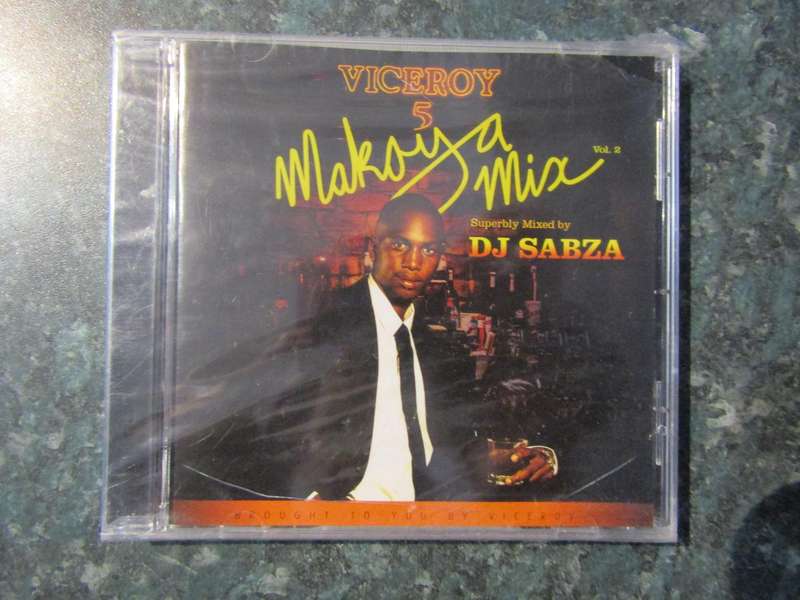 VICEROY
5
Makoya Mix
Vol. 2
Superbly Mixed by
DJ SABZA
BROUGHT TO YOU BY VICEROY